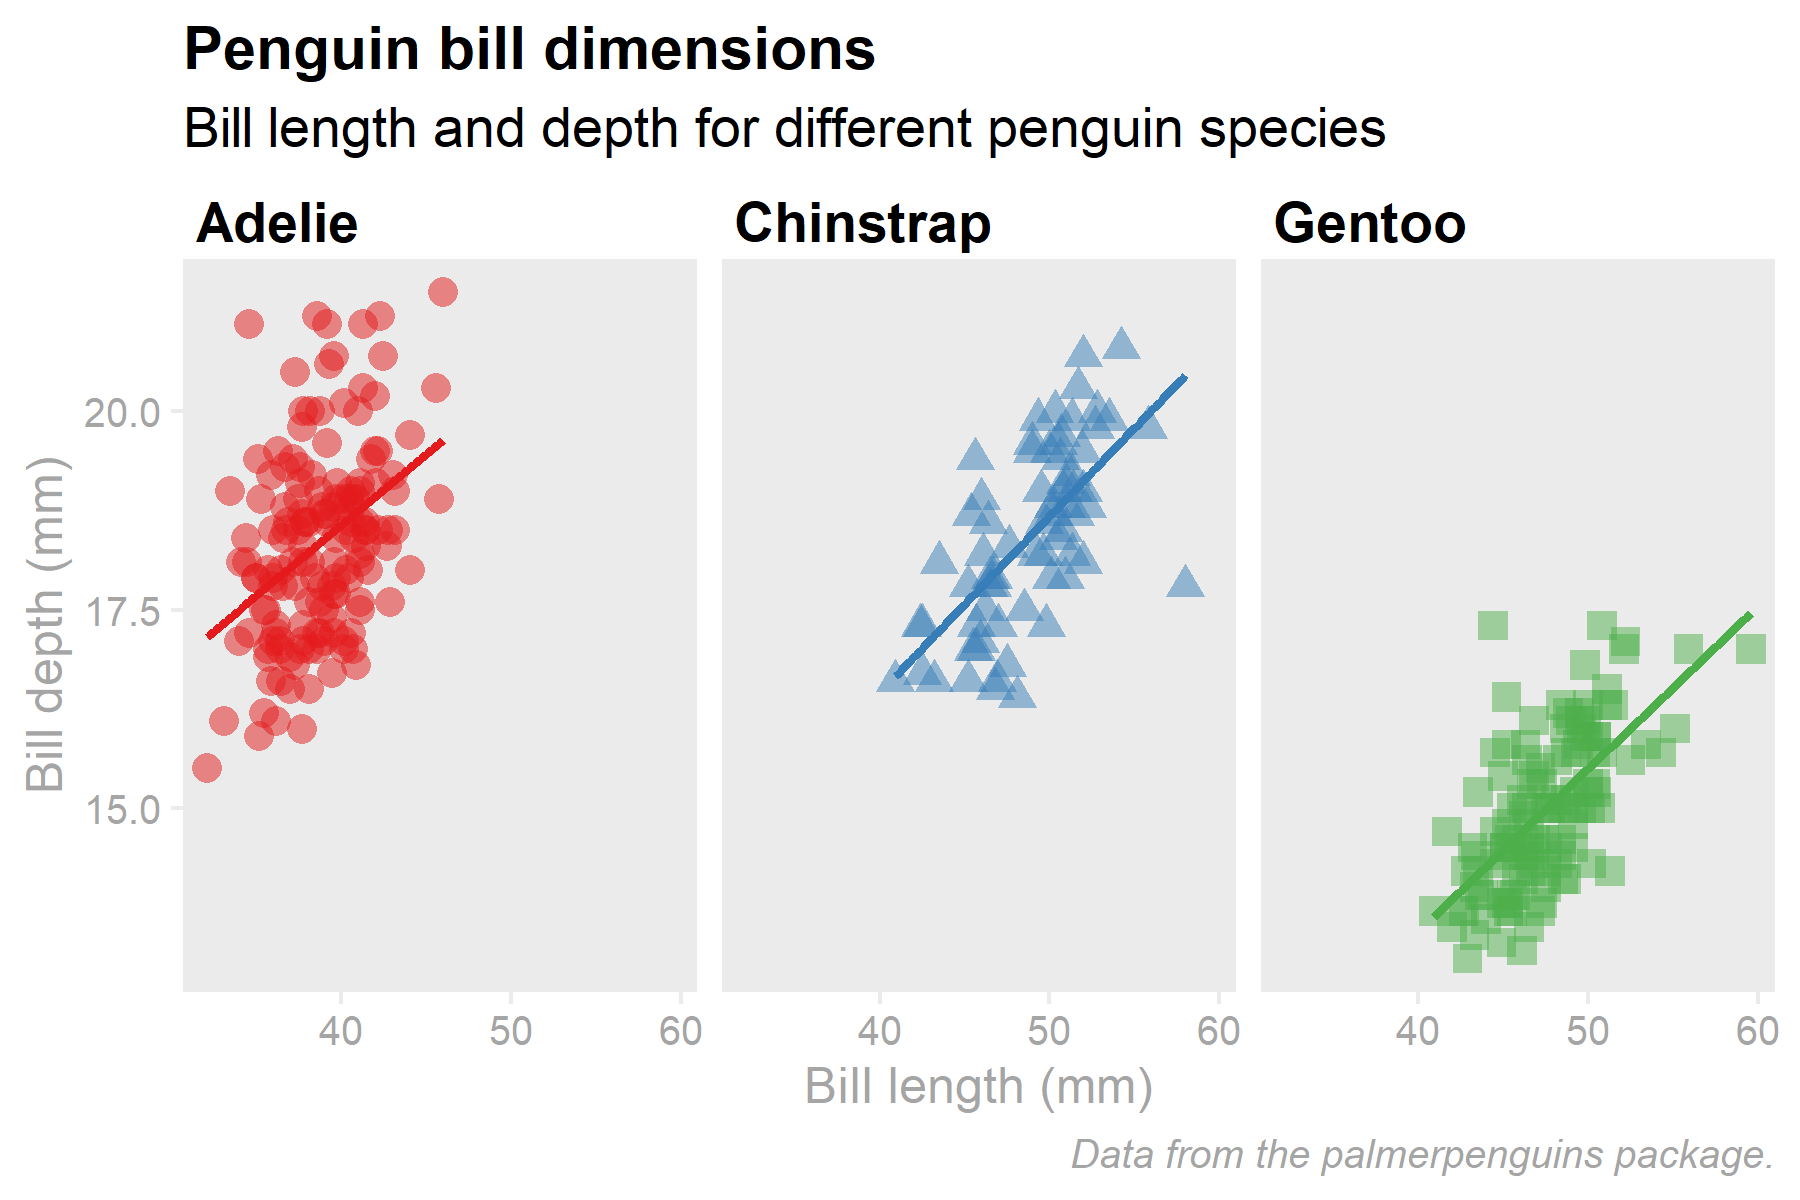 Penguin bill dimensions
Bill length and depth for different penguin species
Adelie
Chinstrap
Gentoo
Bill depth (mm)
20.0
17.5
15.0
40 50 60
40 50 60
40 50 60
Bill length (mm)
Data from the palmerpenguins package.